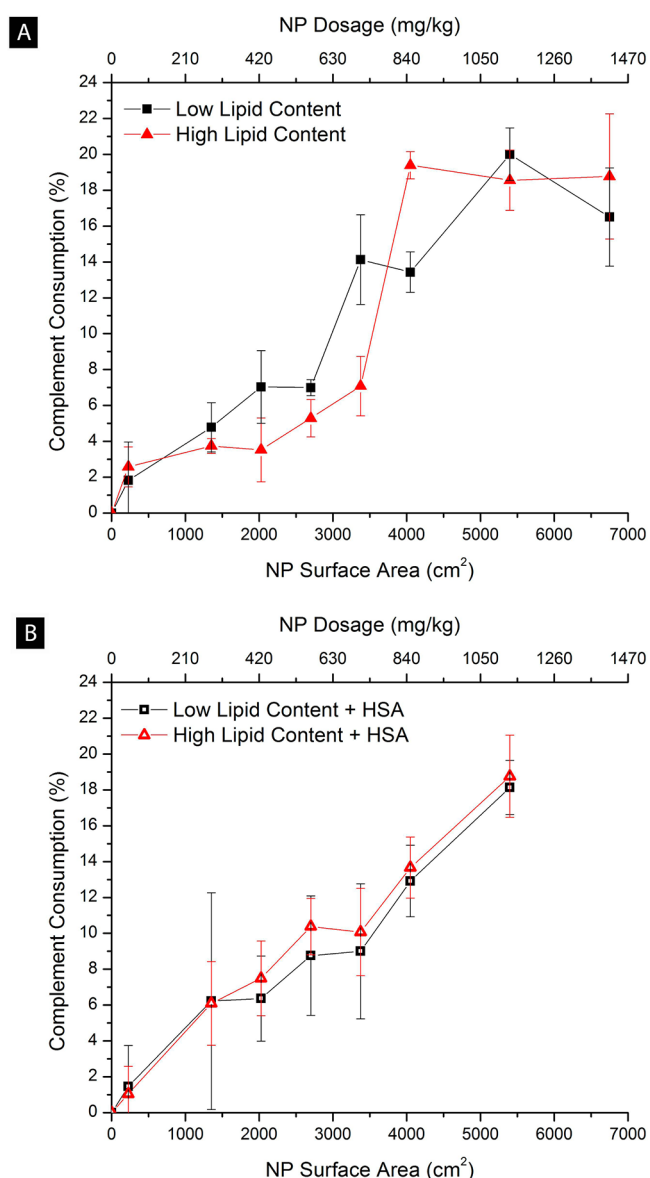 A
NP Dosage (mg/kg)
0 210 420 630 840 1050 1260 1470
24
22
20
18
16
14
12
10
8
6
4
2
0
Complement Consumption (%)
Low Lipid Content
High Lipid Content
0 1000 2000 3000 4000 5000 6000 7000
NP Surface Area (cm²)
B
NP Dosage (mg/kg)
0 210 420 630 840 1050 1260 1470
24
22
20
18
16
14
12
10
8
6
4
2
0
Complement Consumption (%)
Low Lipid Content + HSA
High Lipid Content + HSA
0 1000 2000 3000 4000 5000 6000 7000
NP Surface Area (cm²)